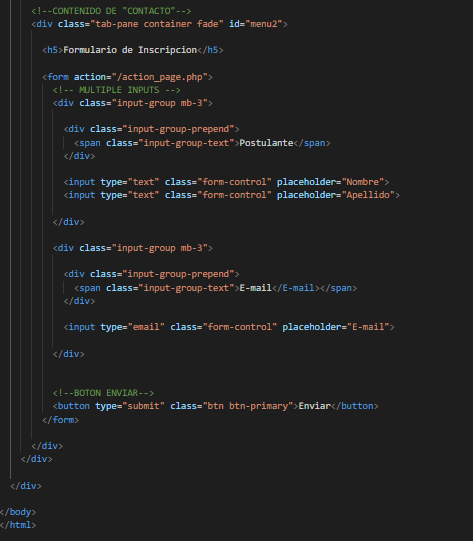 <!--CONTENIDO DE "CONTACTO"-->
<div class="tab-pane container fade" id="menu2">
<h5>Formulario de Inscripcion</h5>
<form action="/action_page.php">
<!-- MULTIPLE INPUTS -->
<div class="input-group mb-3">
<div class="input-group-prepend">
<span class="input-group-text">Postulante</span>
</div>
<input type="text" class="form-control" placeholder="Nombre">
<input type="text" class="form-control" placeholder="Apellido">
</div>
<div class="input-group mb-3">
<div class="input-group-prepend">
<span class="input-group-text">E-mail</E-mail></span>
</div>
<input type="email" class="form-control" placeholder="E-mail">
</div>
<!--BOTON ENVIAR-->
<button type="submit" class="btn btn-primary">Enviar</button>
</form>
</div>
</div>
</div>
</body>
</html>